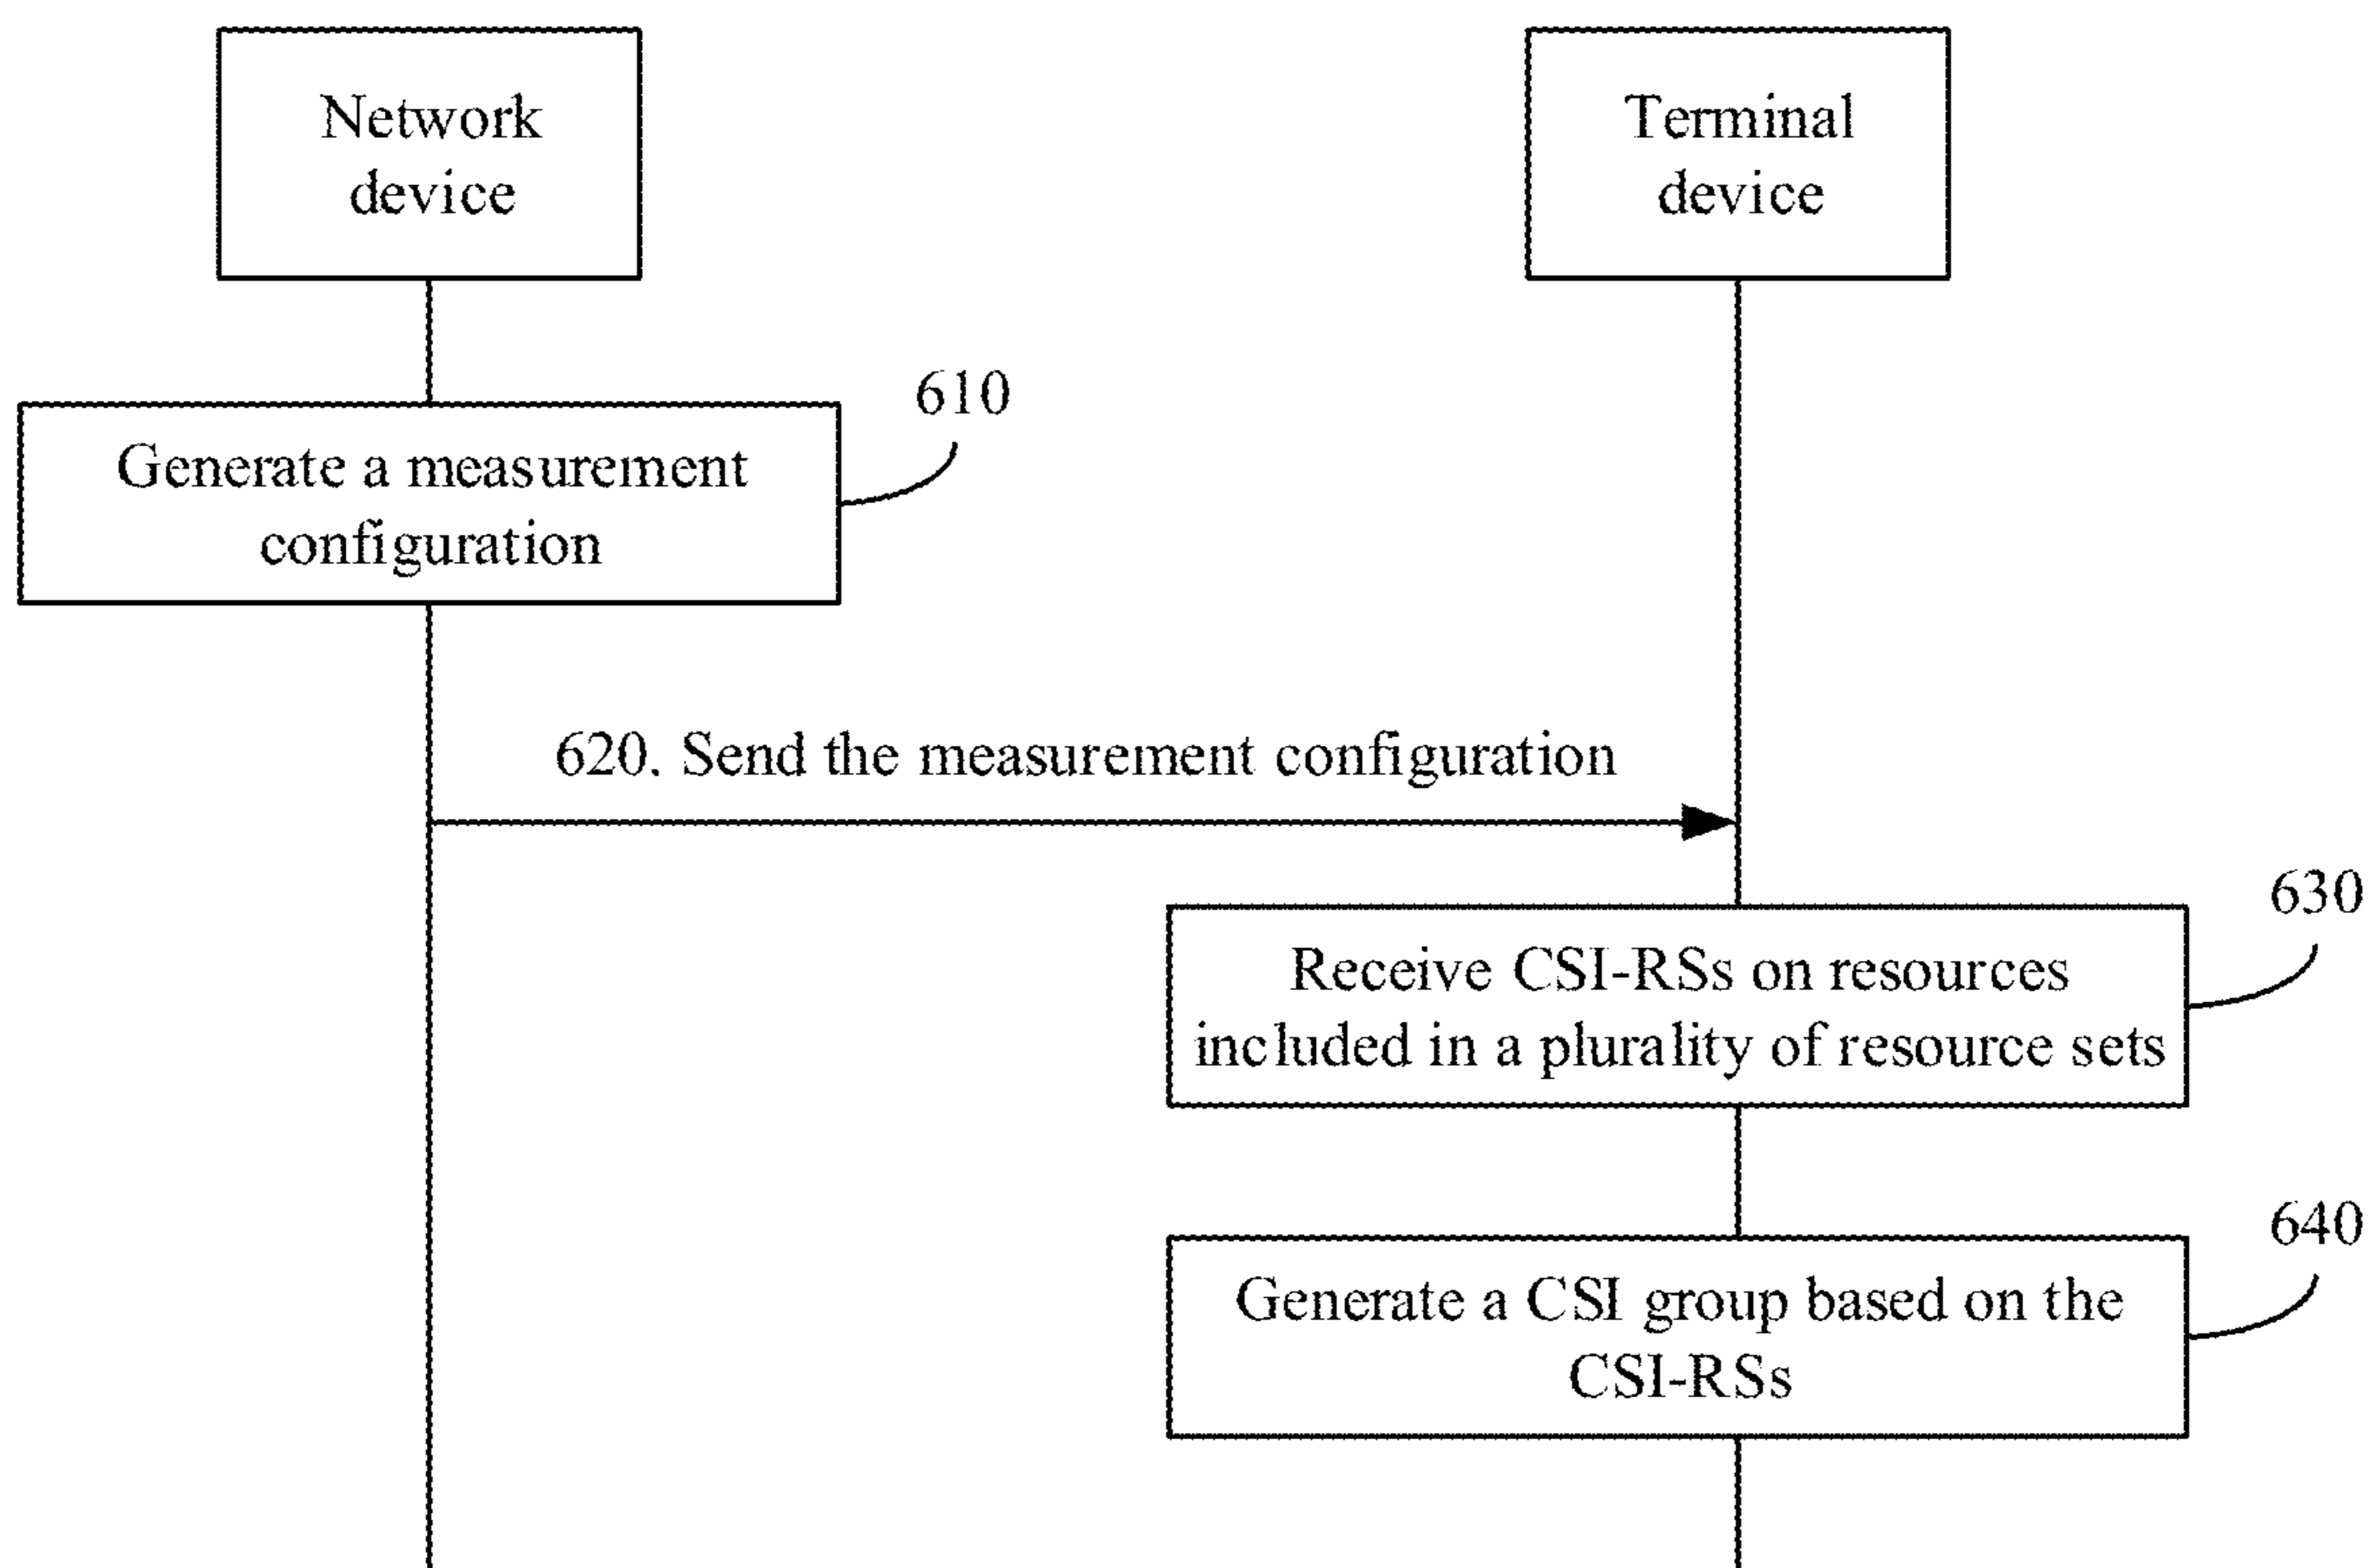 Network
device
Terminal
device
610
Generate a measurement
configuration
620. Send the measurement configuration
630
Receive CSI-RSs on resources
included in a plurality of resource sets
640
Generate a CSI group based on the
CSI-RSs